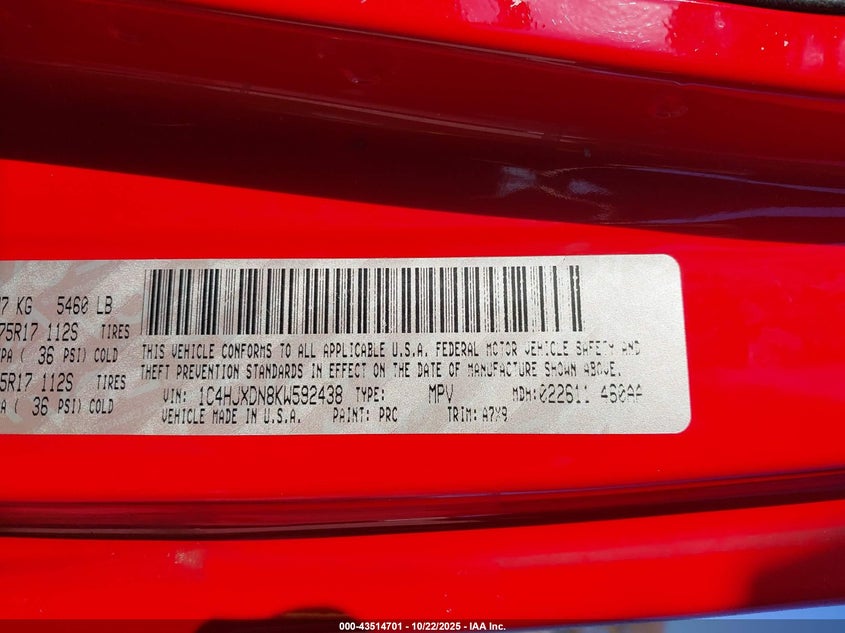 7 KG 5460 LB
75R17 112S TIRES
PA ( 36 PSI) COLD
5R17 112S TIRES
( 36 PSI) COLD
THIS VEHICLE CONFORMS TO ALL APPLICABLE U.S.A. FEDERAL MOTOR VEHICLE SAFETY AND
THEFT PREVENTION STANDARDS IN EFFECT ON THE DATE OF MANUFACTURE SHOWN ABOVE.
VIN: 1C4HJXDN8KW592438 TYPE: MPV MDH: 022611 460AA
VEHICLE MADE IN U.S.A. PAINT: PRC TRIM: A7X9
000-43514701 - 10/22/2025 - IAA Inc.